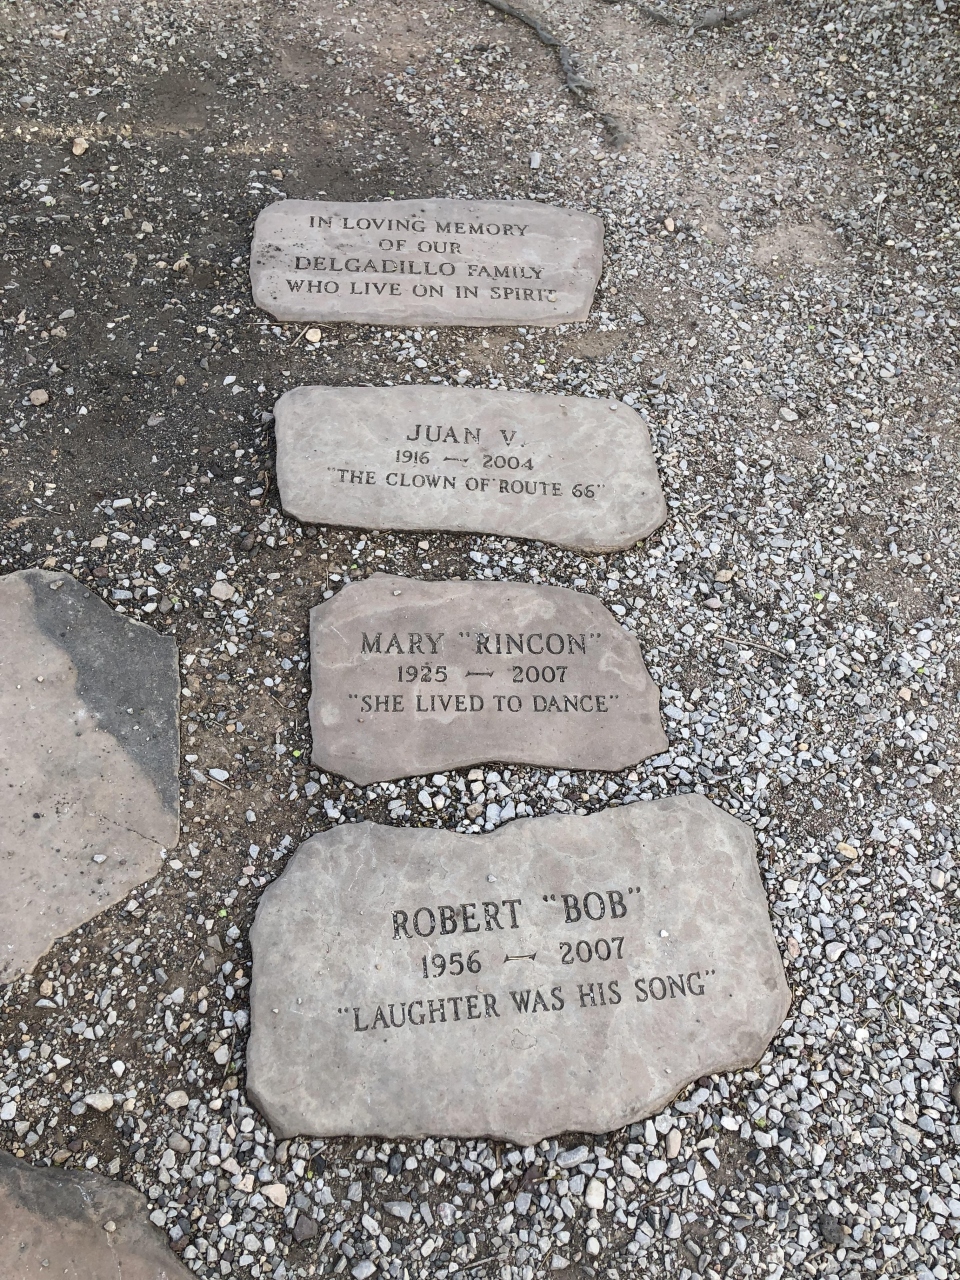 IN LOVING MEMORY
OF OUR
DELGADILLO FAMILY
WHO LIVE ON IN SPIRIT
JUAN V.
1916 — 2004
"THE CLOWN OF ROUTE 66"
MARY "RINCON"
1925 — 2007
"SHE LIVED TO DANCE"
ROBERT "BOB"
1956 — 2007
"LAUGHTER WAS HIS SONG"